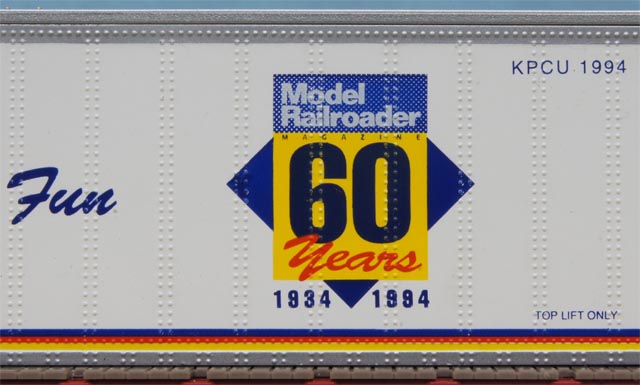 KPCU 1994
Model
Railroader
MAGAZINE
60
Years
1934 1994
Fun
TOP LIFT ONLY